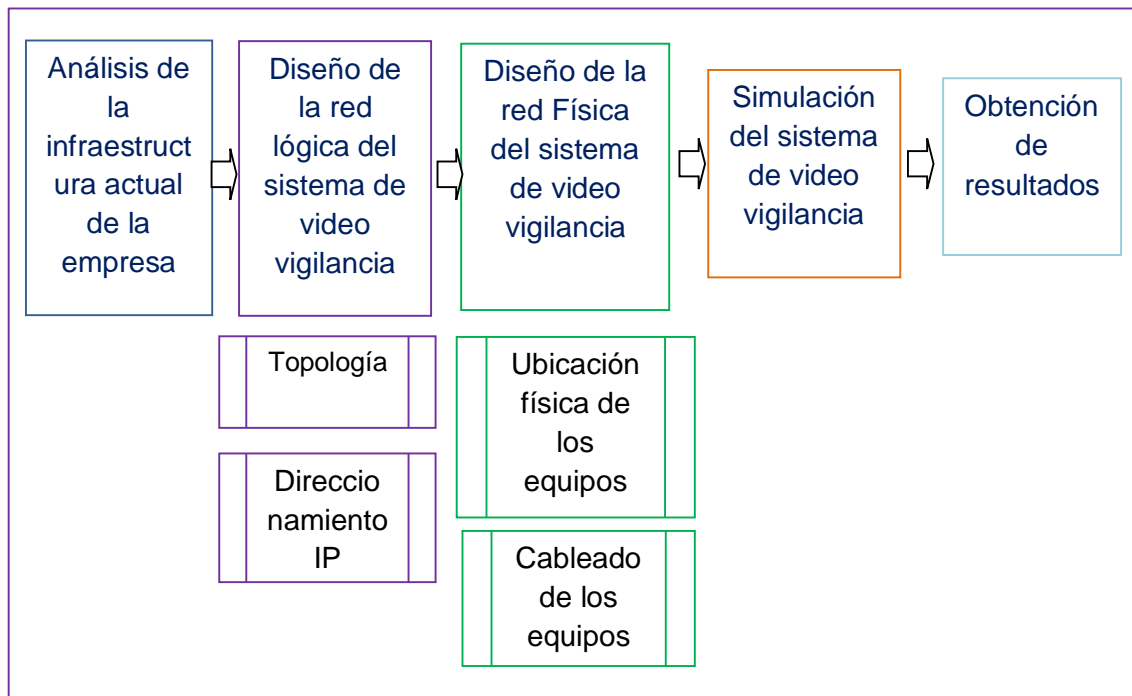 Análisis de
la
infraestruct
ura actual
de la
empresa
Diseño de
la red
lógica del
sistema de
video
vigilancia
Diseño de la
red Física
del sistema
de video
vigilancia
Simulación
del sistema
de video
vigilancia
Obtención
de
resultados
Topología
Direccio
namiento
IP
Ubicación
física de
los
equipos
Cableado
de los
equipos